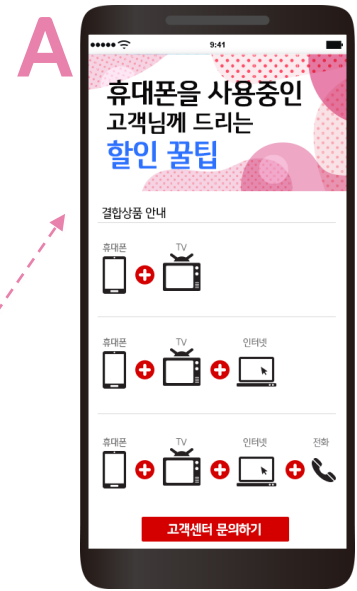 A
9:41
휴대폰을 사용중인
고객님께 드리는
할인 꿀팁
결합상품 안내
휴대폰 TV
휴대폰 TV 인터넷
휴대폰 TV 인터넷 전화
고객센터 문의하기